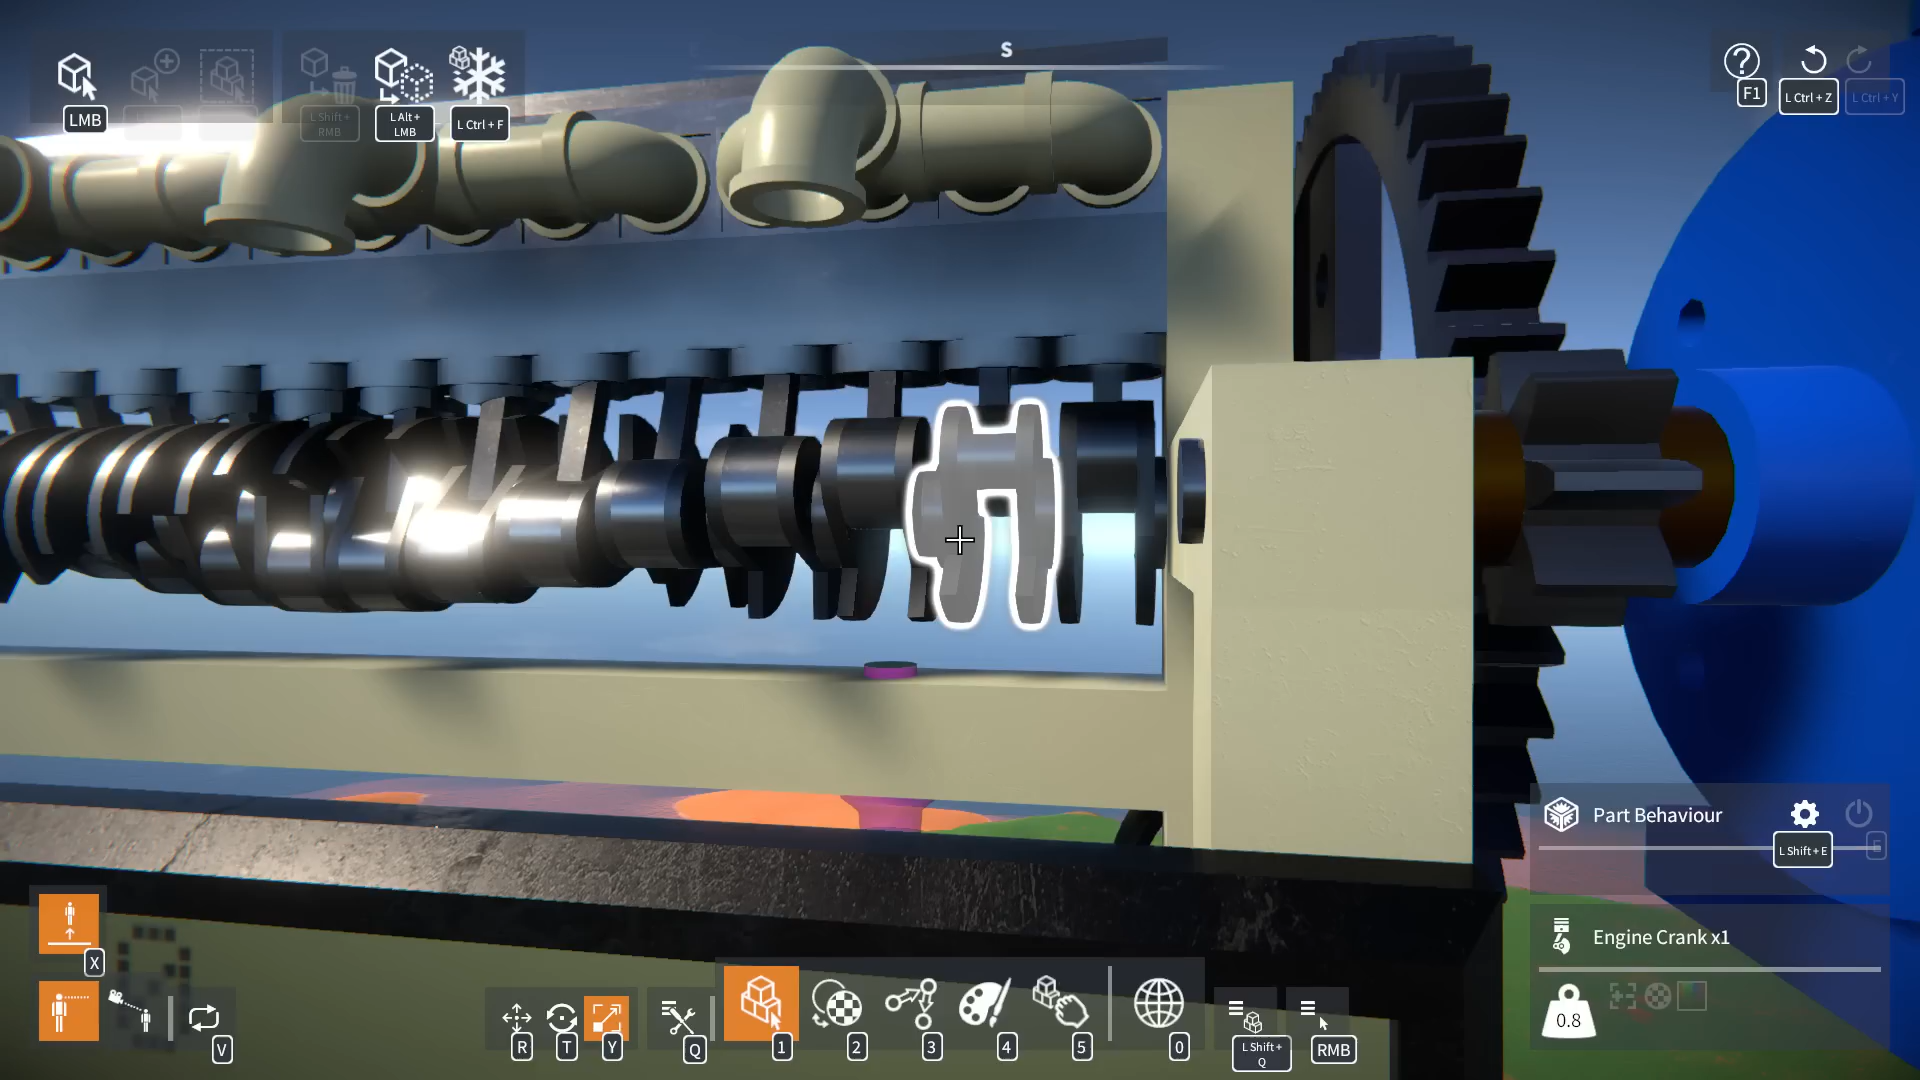 S
LMB
L Shift + RMB
L Alt + LMB
L Ctrl + F
F1
L Ctrl + Z
L Ctrl + Y
Part Behaviour
L Shift + E
E
Engine Crank x1
0.8
X
V
R
T
Y
Q
1
2
3
4
5
0
L Shift + Q
RMB